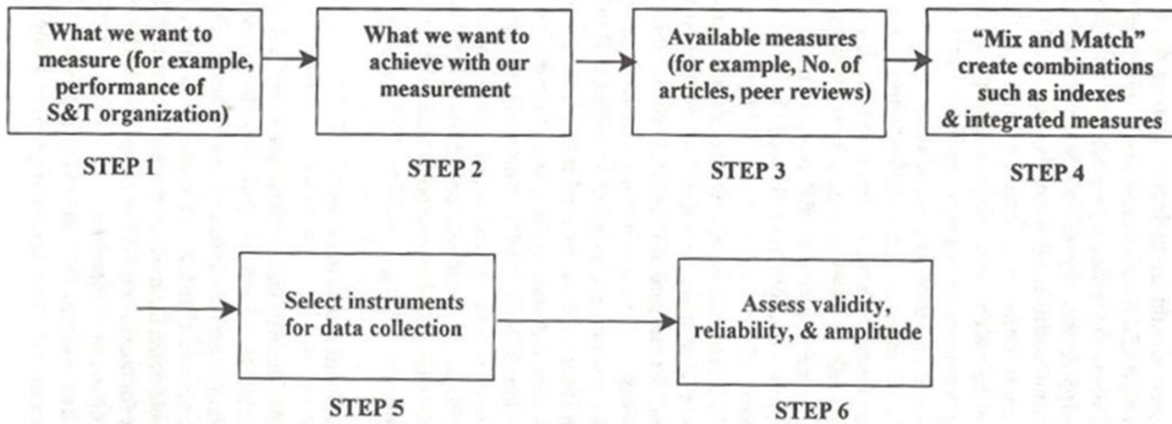 What we want to
measure (for example,
performance of
S&T organization)
STEP 1
What we want to
achieve with our
measurement
STEP 2
Available measures
(for example, No. of
articles, peer reviews)
STEP 3
“Mix and Match”
create combinations
such as indexes
& integrated measures
STEP 4
Select instruments
for data collection
STEP 5
Assess validity,
reliability, & amplitude
STEP 6